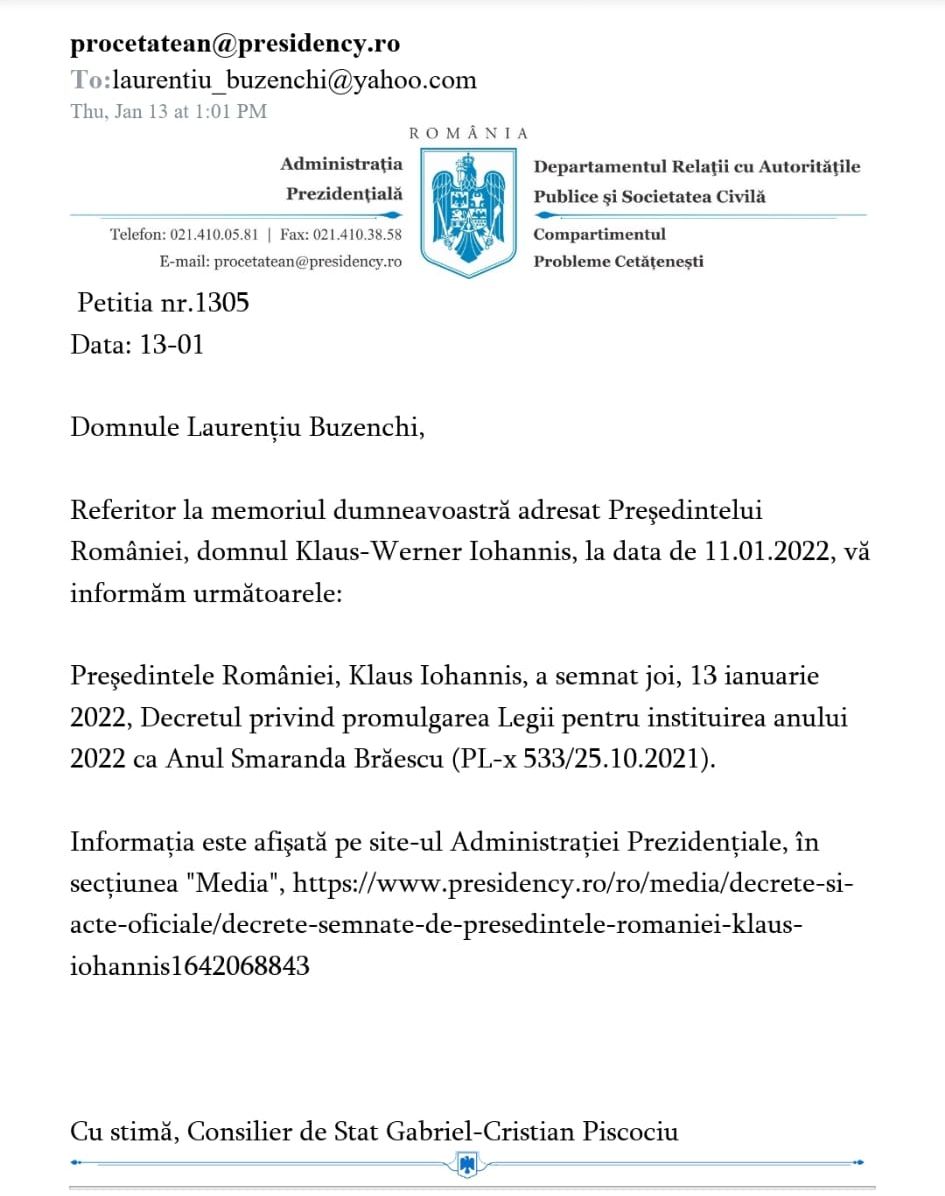 procetatean@presidency.ro
To:laurentiu_buzenchi@yahoo.com
Thu, Jan 13 at 1:01 PM
ROMÂNIA
Administrația
Prezidențială
Telefon: 021.410.05.81 | Fax: 021.410.38.58
E-mail: procetatean@presidency.ro
Departamentul Relații cu Autoritățile
Publice și Societatea Civilă
Compartimentul
Probleme Cetățenești
Petitia nr.1305
Data: 13-01
Domnule Laurențiu Buzenchi,
Referitor la memoriul dumneavoastră adresat Preşedintelui
României, domnul Klaus-Werner Iohannis, la data de 11.01.2022, vă
informăm următoarele:
Preşedintele României, Klaus Iohannis, a semnat joi, 13 ianuarie
2022, Decretul privind promulgarea Legii pentru instituirea anului
2022 ca Anul Smaranda Brăescu (PL-x 533/25.10.2021).
Informația este afişată pe site-ul Administrației Prezidențiale, în
secțiunea "Media", https://www.presidency.ro/ro/media/decrete-si-
acte-oficiale/decrete-semnate-de-presedintele-romaniei-klaus-
iohannis1642068843
Cu stimă, Consilier de Stat Gabriel-Cristian Piscociu